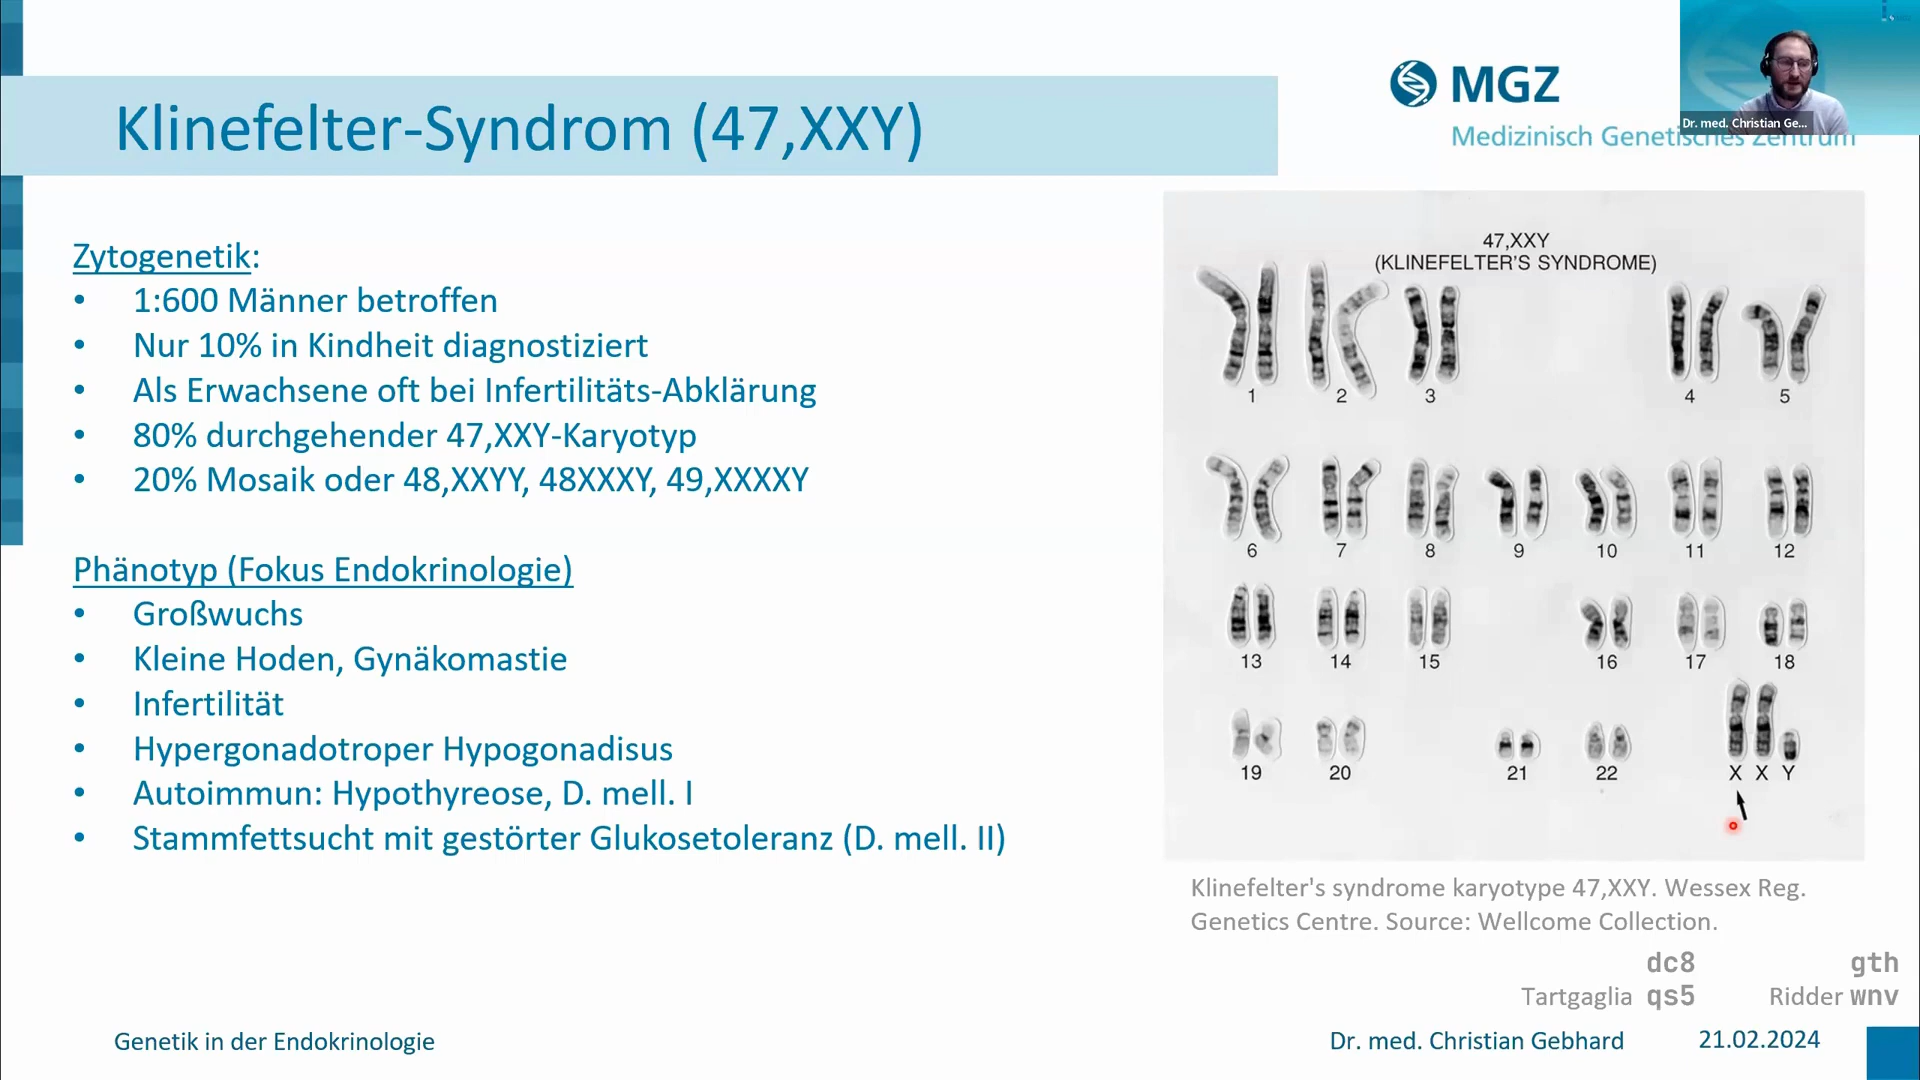 Klinefelter-Syndrom (47,XXY)
MGZ
Medizinisch Genetisches Zentrum
Dr. med. Christian Ge...
Zytogenetik:
• 1:600 Männer betroffen
• Nur 10% in Kindheit diagnostiziert
• Als Erwachsene oft bei Infertilitäts-Abklärung
• 80% durchgehender 47,XXY-Karyotyp
• 20% Mosaik oder 48,XXYY, 48XXXY, 49,XXXXY
Phänotyp (Fokus Endokrinologie)
• Großwuchs
• Kleine Hoden, Gynäkomastie
• Infertilität
• Hypergonadotroper Hypogonadisus
• Autoimmun: Hypothyreose, D. mell. I
• Stammfettsucht mit gestörter Glukosetoleranz (D. mell. II)
47,XXY
(KLINEFELTER'S SYNDROME)
1 2 3 4 5
6 7 8 9 10 11 12
13 14 15 16 17 18
19 20 21 22 X X Y
Klinefelter's syndrome karyotype 47,XXY. Wessex Reg.
Genetics Centre. Source: Wellcome Collection.
dc8 gth
Tartgaglia qs5 Ridder wnv
Genetik in der Endokrinologie
Dr. med. Christian Gebhard
21.02.2024